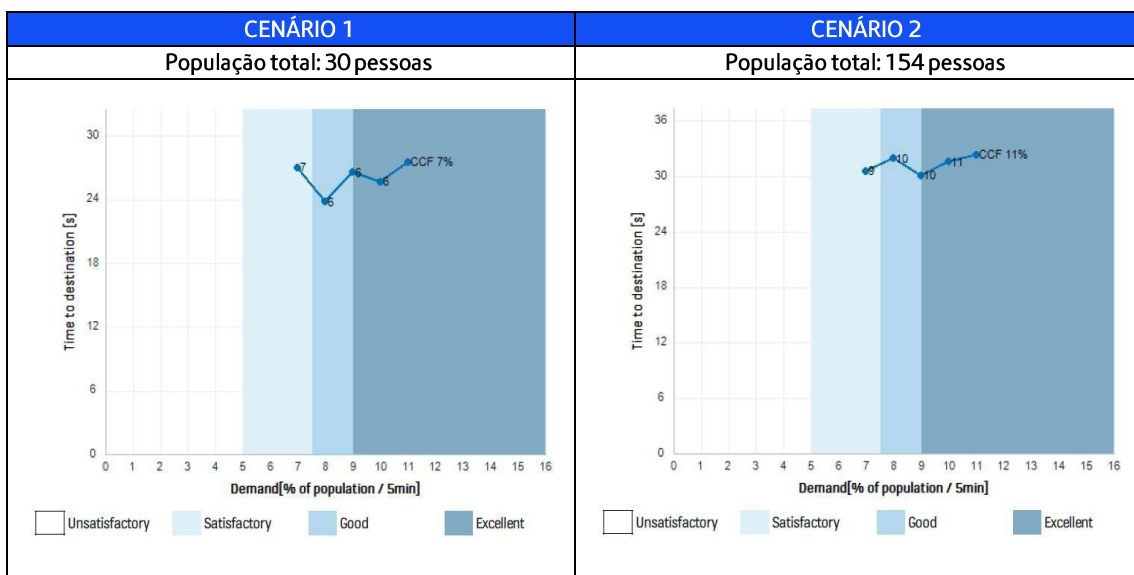 CENÁRIO 1
População total: 30 pessoas
30
24
18
12
6
0
Time to destination [s]
7
6
6
6
CCF 7%
0 1 2 3 4 5 6 7 8 9 10 11 12 13 14 15 16
Demand[% of population / 5min]
Unsatisfactory Satisfactory Good Excellent
CENÁRIO 2
População total: 154 pessoas
36
30
24
18
12
6
0
Time to destination [s]
9
10
10
11
CCF 11%
0 1 2 3 4 5 6 7 8 9 10 11 12 13 14 15 16
Demand[% of population / 5min]
Unsatisfactory Satisfactory Good Excellent